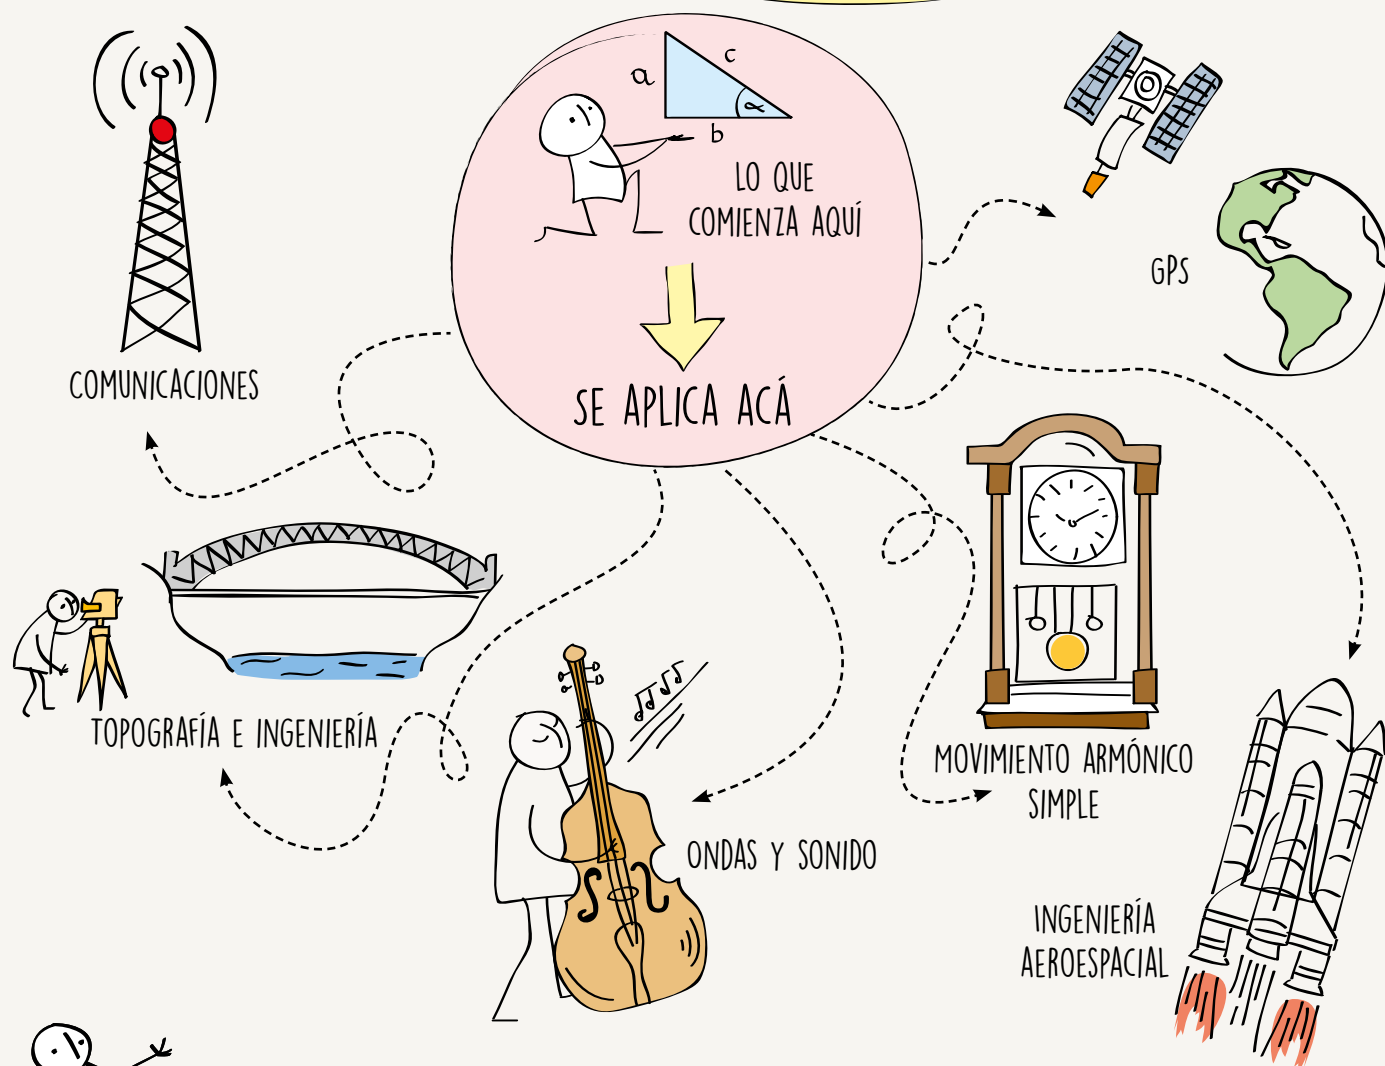 a
c
α
b
LO QUE
COMIENZA AQUÍ
SE APLICA ACÁ
GPS
COMUNICACIONES
TOPOGRAFÍA E INGENIERÍA
MOVIMIENTO ARMÓNICO
SIMPLE
ONDAS Y SONIDO
INGENIERÍA
AEROESPACIAL